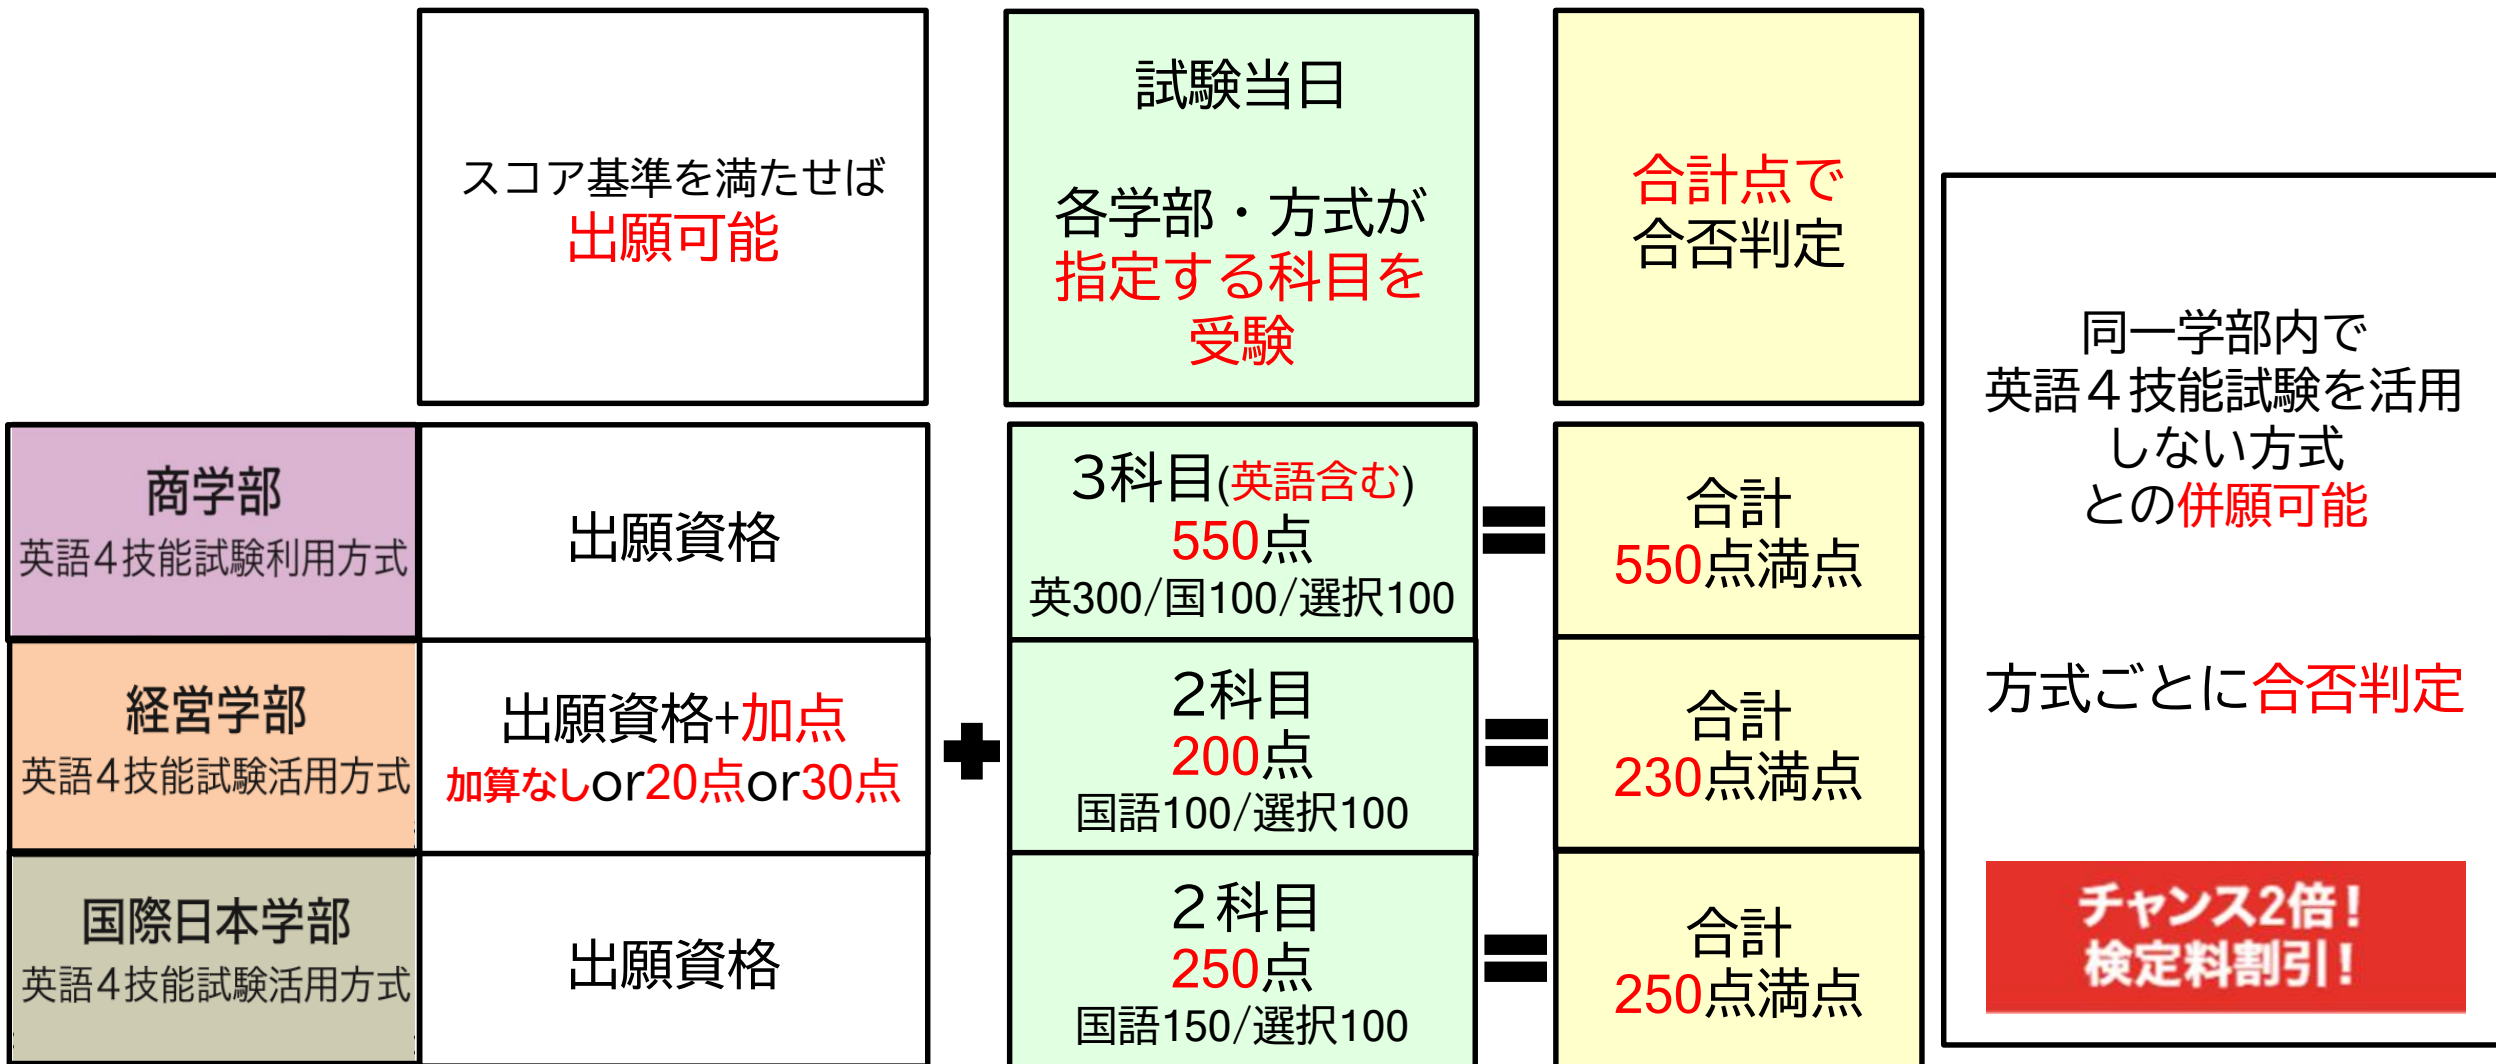 スコア基準を満たせば
出願可能
試験当日
各学部・方式が
指定する科目を
受験
合計点で
合否判定
商学部
英語4技能試験利用方式
出願資格
3科目(英語含む)
550点
英300/国100/選択100
=
合計
550点満点
経営学部
英語4技能試験活用方式
出願資格+加点
加算なしor20点or30点
+
2科目
200点
国語100/選択100
=
合計
230点満点
国際日本学部
英語4技能試験活用方式
出願資格
2科目
250点
国語150/選択100
=
合計
250点満点
同一学部内で
英語4技能試験を活用
しない方式
との併願可能
方式ごとに合否判定
チャンス2倍!
検定料割引!